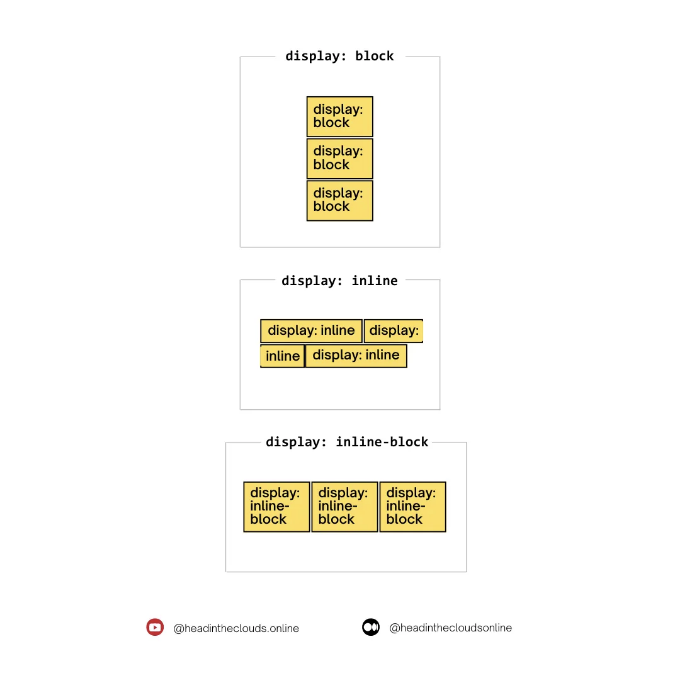 display: block
display:
block
display:
block
display:
block
display: inline
display: inline display:
inline display: inline
display: inline-block
display: display: display:
inline- inline- inline-
block block block
@headintheclouds.online @headinthecloudsonline